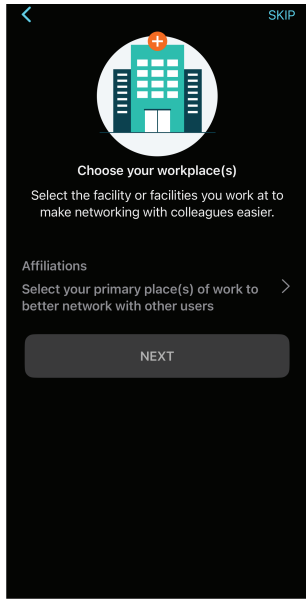 SKIP
Choose your workplace(s)
Select the facility or facilities you work at to
make networking with colleagues easier.
Affiliations
Select your primary place(s) of work to
better network with other users
NEXT